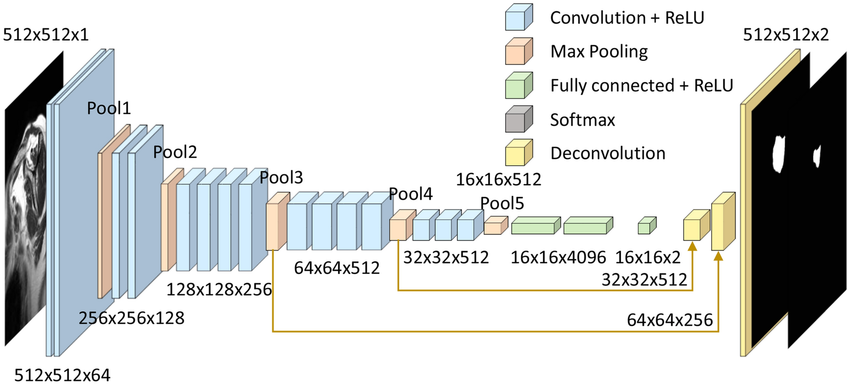 512x512x1
Convolution + ReLU
512x512x2
Max Pooling
Fully connected + ReLU
Softmax
Deconvolution
Pool1
Pool2
Pool3
Pool4
16x16x512
Pool5
64x64x512
32x32x512
16x16x4096
16x16x2
32x32x512
128x128x256
256x256x128
64x64x256
512x512x64